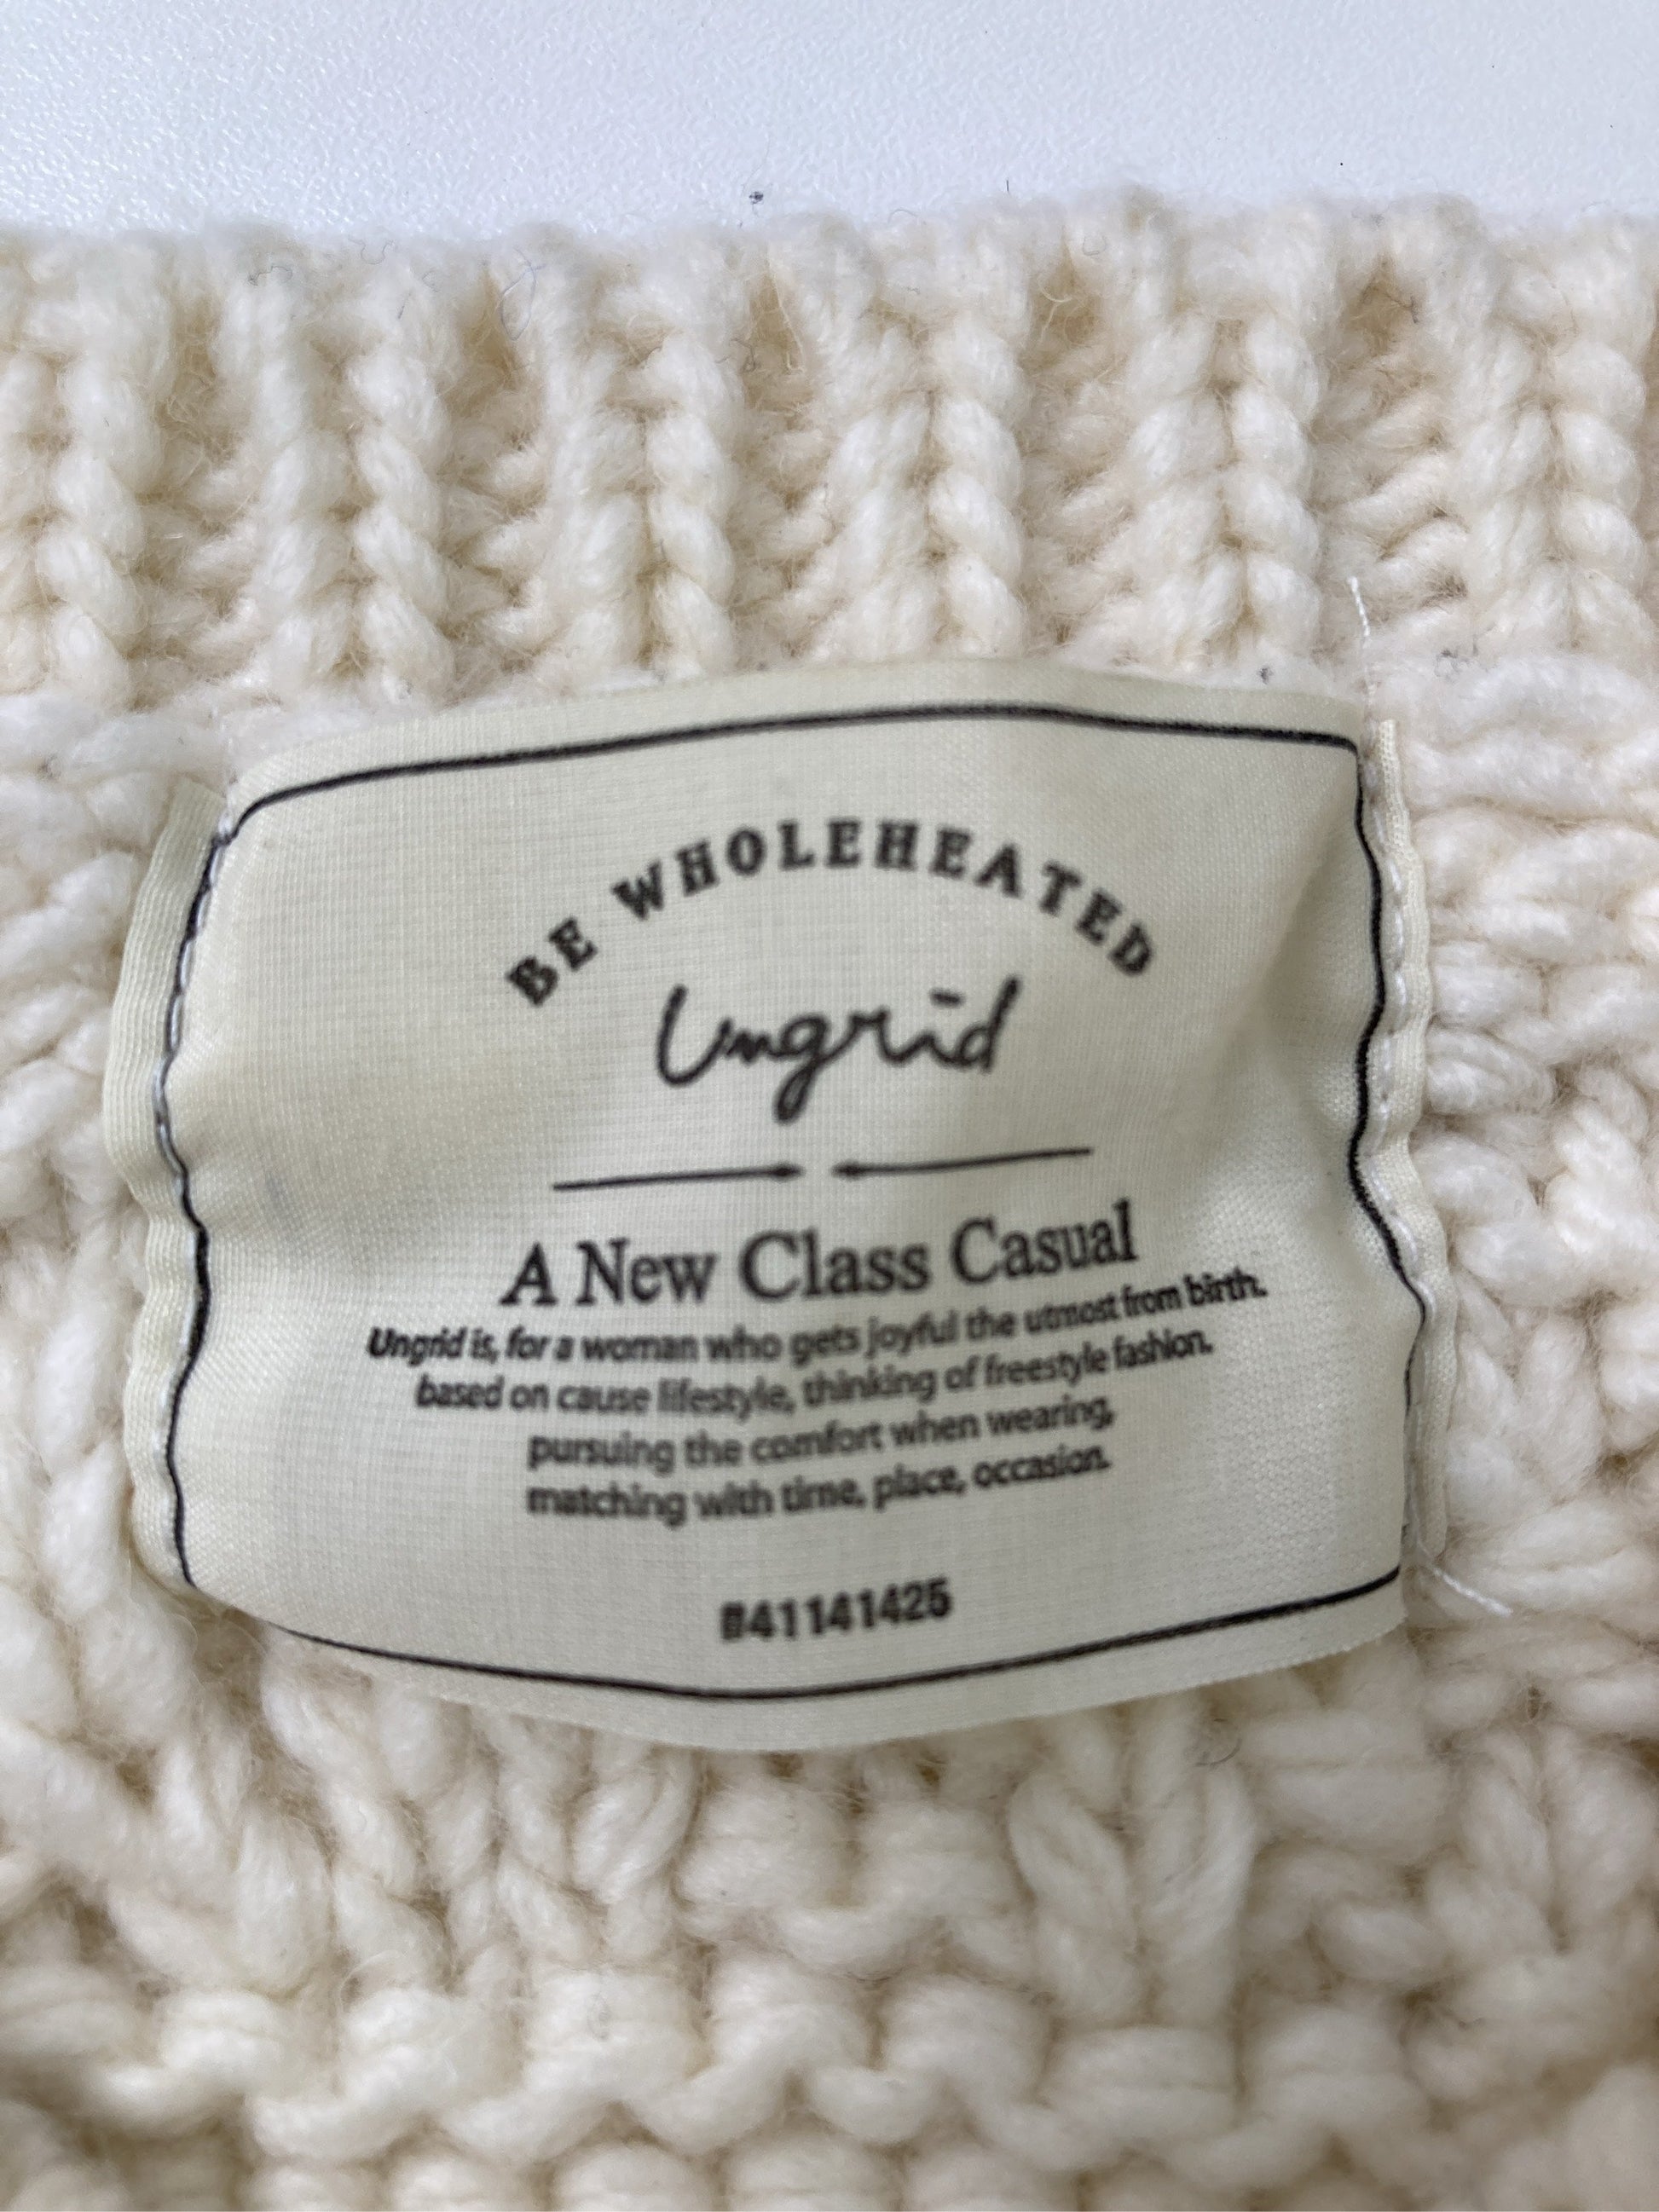 BE WHOLEHEATED
Ungrid
A New Class Casual
Ungrid is, for a woman who gets joyful the utmost from birth.
based on cause lifestyle, thinking of freestyle fashion.
pursuing the comfort when wearing,
matching with time, place, occasion.
#41141425